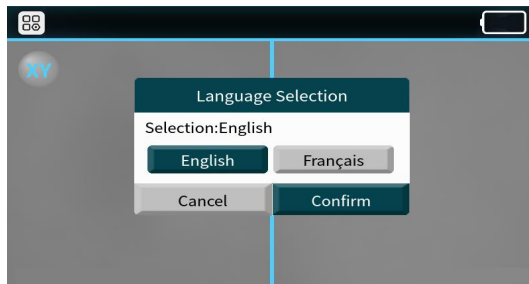 XY
Language Selection
Selection:English
English Français
Cancel Confirm